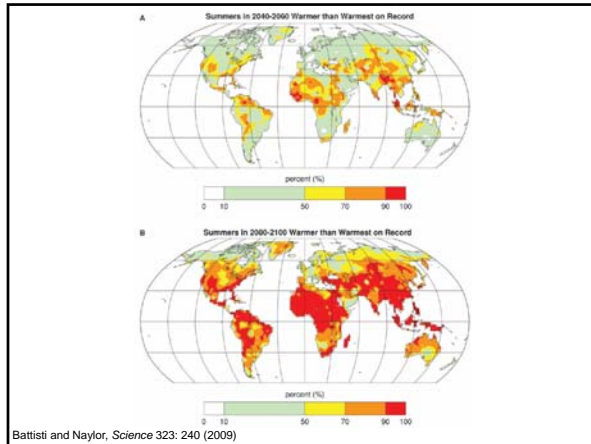 A Summers in 2040-2060 Warmer than Warmest on Record
percent (%)
0 10 50 70 90 100
B Summers in 2080-2100 Warmer than Warmest on Record
percent (%)
0 10 50 70 90 100
Battisti and Naylor, Science 323: 240 (2009)